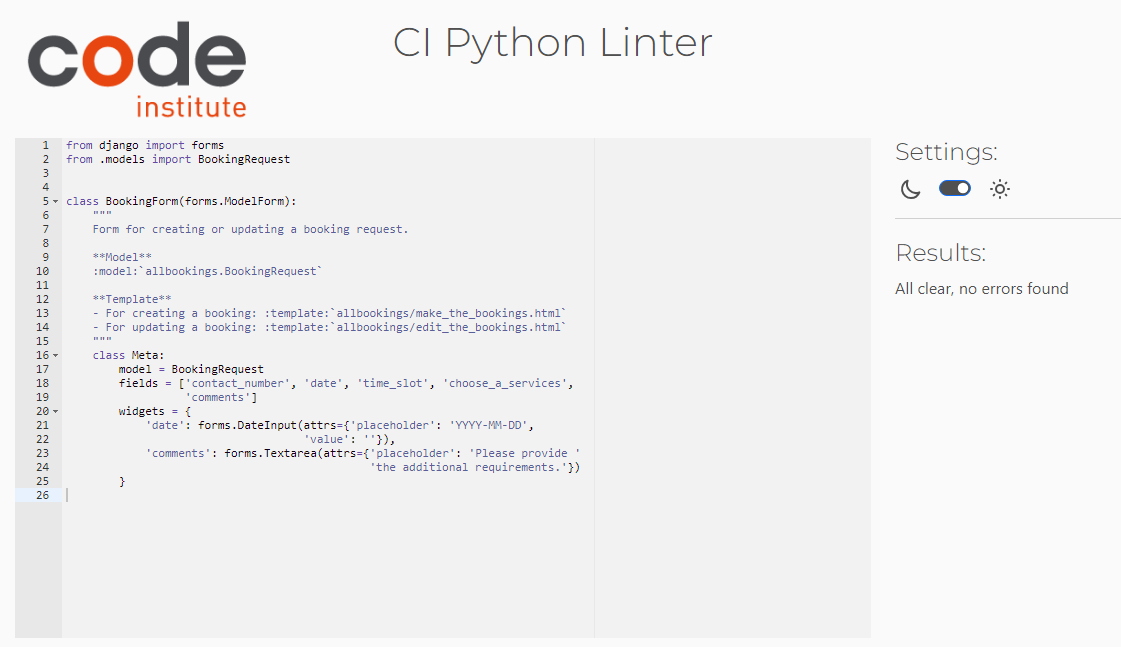 code
institute
CI Python Linter
1 from django import forms
2 from .models import BookingRequest
3
4
5 class BookingForm(forms.ModelForm):
6     """
7     Form for creating or updating a booking request.
8
9     **Model**
10     :model:`allbookings.BookingRequest`
11
12     **Template**
13     - For creating a booking: :template:`allbookings/make_the_bookings.html`
14     - For updating a booking: :template:`allbookings/edit_the_bookings.html`
15     """
16     class Meta:
17         model = BookingRequest
18         fields = ['contact_number', 'date', 'time_slot', 'choose_a_services',
19                   'comments']
20         widgets = {
21             'date': forms.DateInput(attrs={'placeholder': 'YYYY-MM-DD',
22                                     'value': ''}),
23             'comments': forms.Textarea(attrs={'placeholder': 'Please provide '
24                                               'the additional requirements.'})
25         }
26
Settings:
Results:
All clear, no errors found